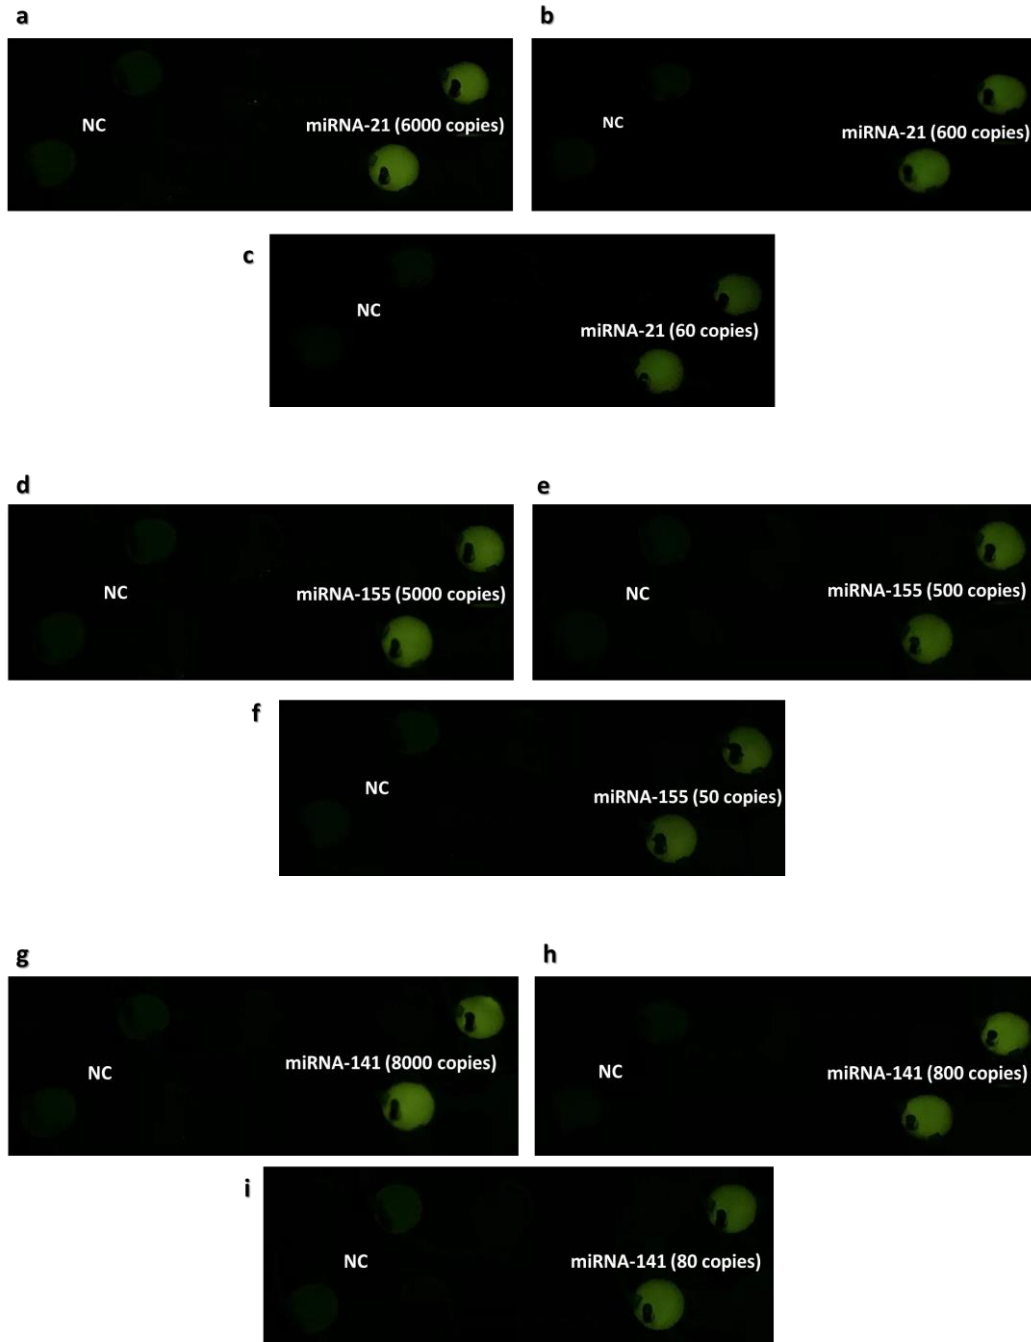 a
b
NC
miRNA-21 (6000 copies)
NC
miRNA-21 (600 copies)
c
NC
miRNA-21 (60 copies)
d
e
NC
miRNA-155 (5000 copies)
NC
miRNA-155 (500 copies)
f
NC
miRNA-155 (50 copies)
g
h
NC
miRNA-141 (8000 copies)
NC
miRNA-141 (800 copies)
i
NC
miRNA-141 (80 copies)